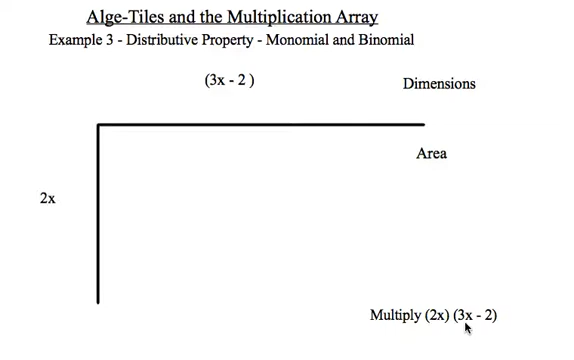 Alge-Tiles and the Multiplication Array
Example 3 - Distributive Property - Monomial and Binomial
(3x - 2 )
Dimensions
Area
2x
Multiply (2x) (3x - 2)